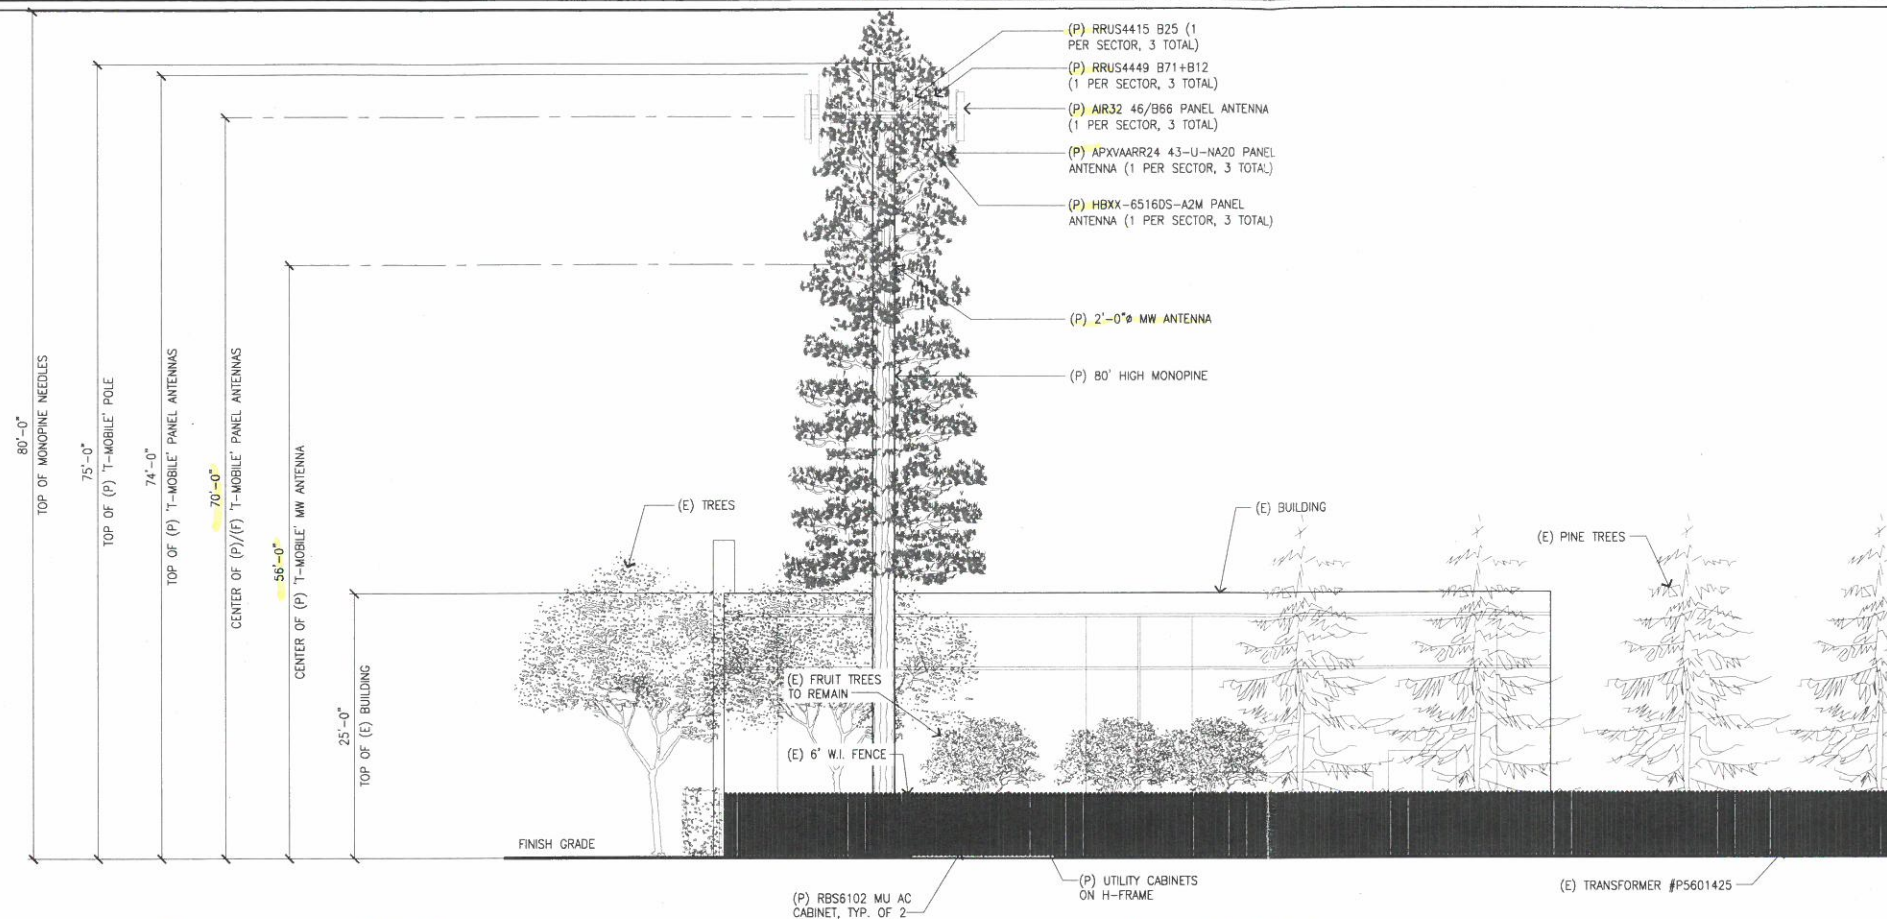 (P) RRUS4415 B25 (1
PER SECTOR, 3 TOTAL)
(P) RRUS4449 B71+B12
(1 PER SECTOR, 3 TOTAL)
(P) AIR32 46/B66 PANEL ANTENNA
(1 PER SECTOR, 3 TOTAL)
(P) APXVAARR24 43-U-NA20 PANEL
ANTENNA (1 PER SECTOR, 3 TOTAL)
(P) HBXX-6516DS-A2M PANEL
ANTENNA (1 PER SECTOR, 3 TOTAL)
(P) 2'-0"ø MW ANTENNA
(P) 80' HIGH MONOPINE
80'-0"
TOP OF MONOPINE NEEDLES
75'-0"
TOP OF (P) 'T-MOBILE' POLE
74'-0"
TOP OF (P) 'T-MOBILE' PANEL ANTENNAS
70'-0"
CENTER OF (P)/(F) 'T-MOBILE' PANEL ANTENNAS
56'-0"
CENTER OF (P) 'T-MOBILE' MW ANTENNA
25'-0"
TOP OF (E) BUILDING
(E) TREES
(E) BUILDING
(E) PINE TREES
(E) FRUIT TREES
TO REMAIN
(E) 6' W.I. FENCE
FINISH GRADE
(P) RBS6102 MU AC
CABINET, TYP. OF 2
(P) UTILITY CABINETS
ON H-FRAME
(E) TRANSFORMER #P5601425